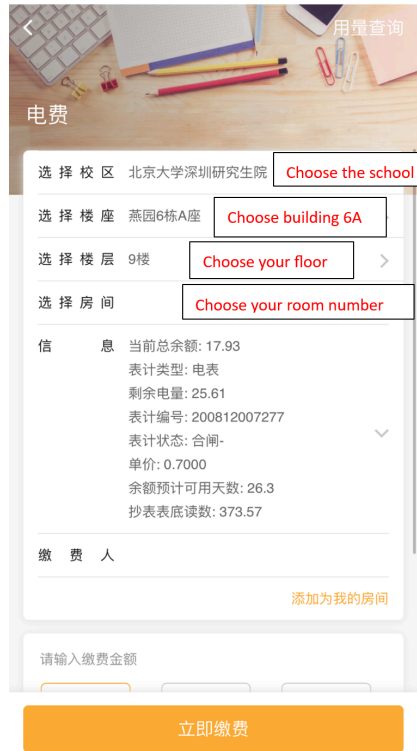 用量查询
电费
选择校区 北京大学深圳研究生院 Choose the school
选择楼座 燕园6栋A座 Choose building 6A
选择楼层 9楼 Choose your floor
选择房间 Choose your room number
信息 当前总余额: 17.93
表计类型: 电表
剩余电量: 25.61
表计编号: 200812007277
表计状态: 合闸-
单价: 0.7000
余额预计可用天数: 26.3
抄表表底读数: 373.57
缴费人
添加为我的房间
请输入缴费金额
立即缴费